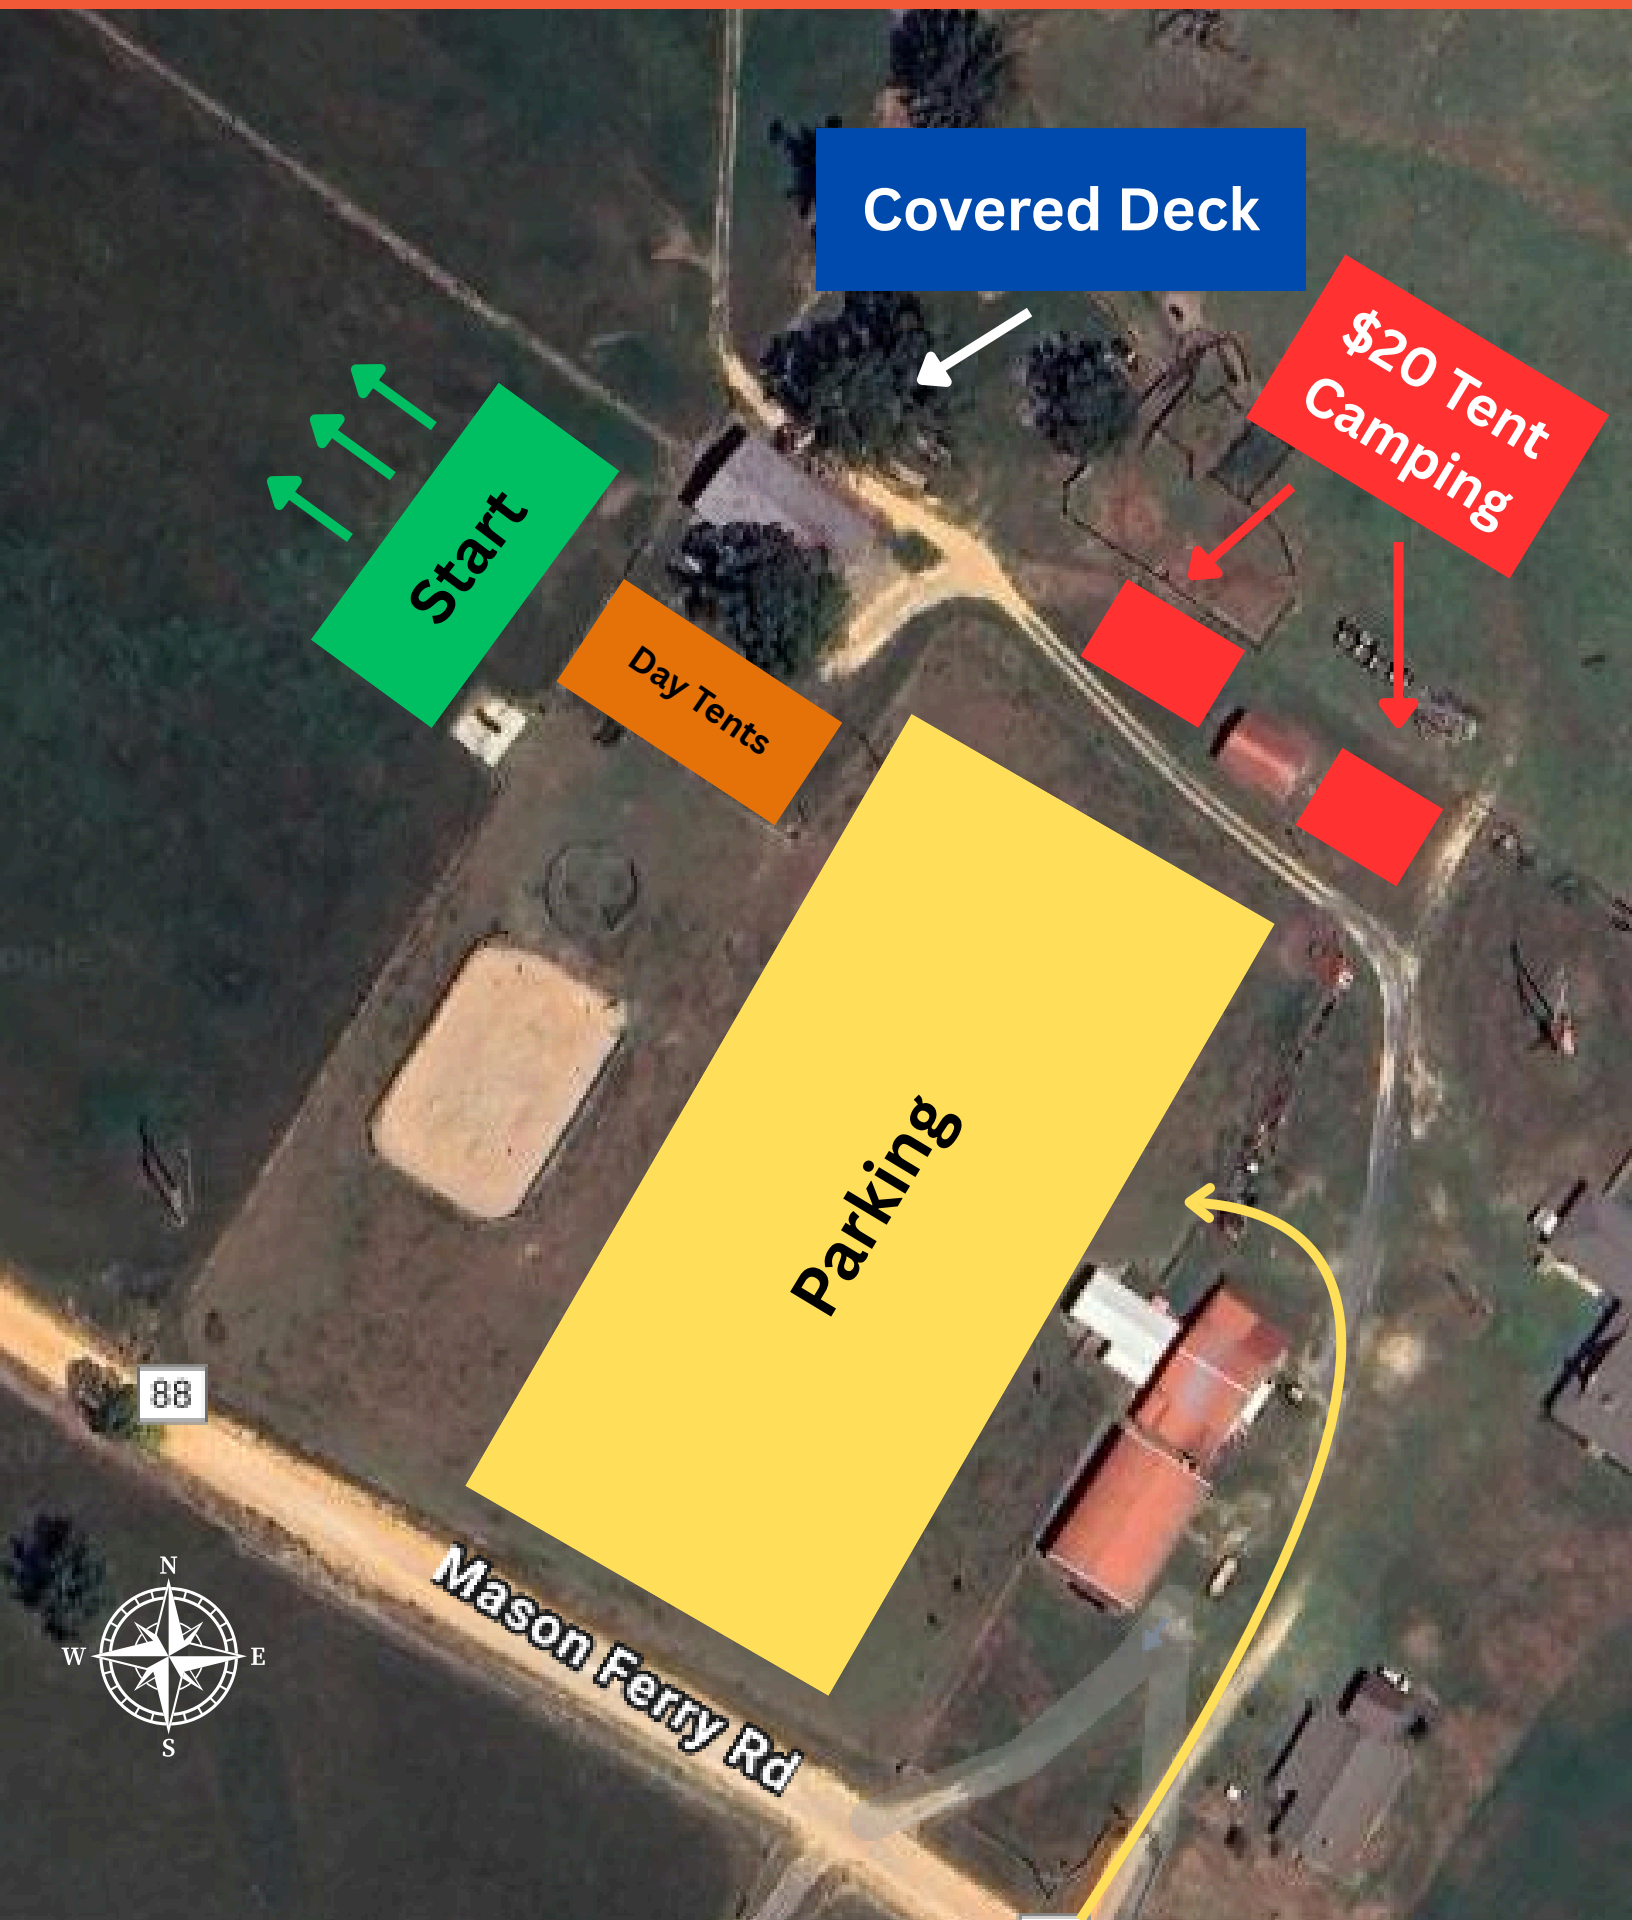 Covered Deck
$20 Tent
Camping
Start
Day Tents
Parking
88
Mason Ferry Rd
N
W
E
S